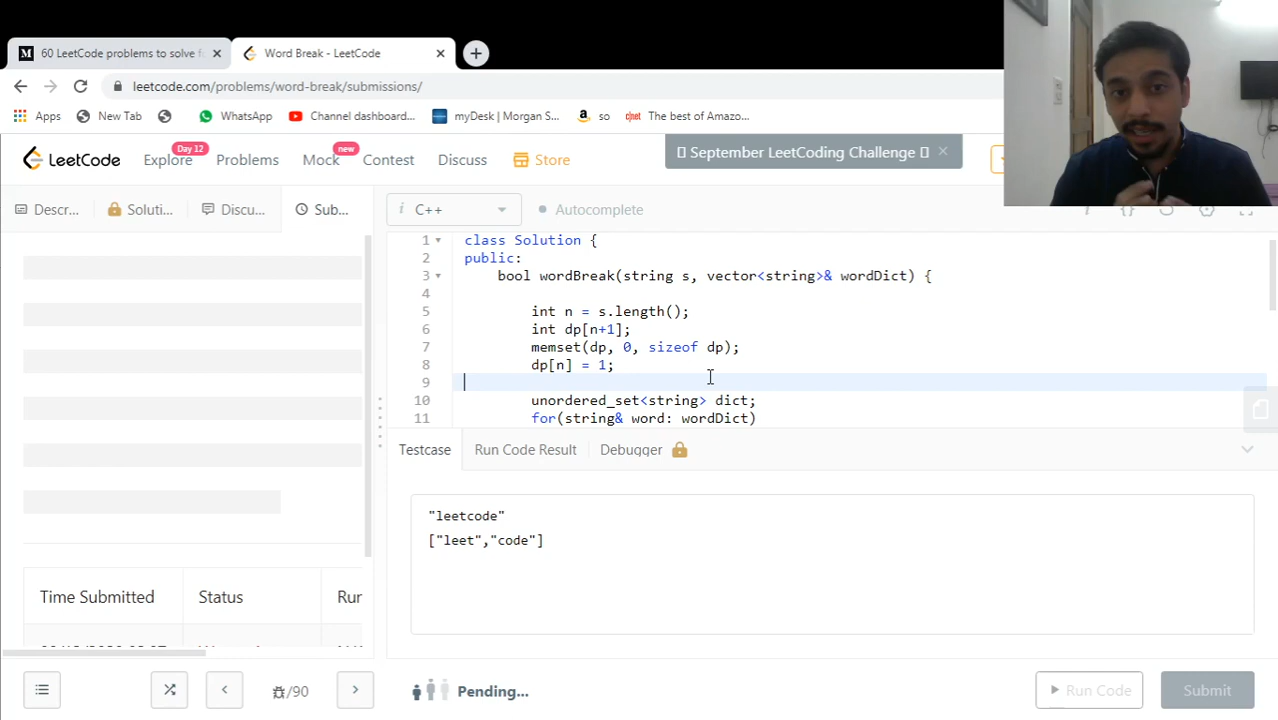 60 LeetCode problems to solve f
Word Break - LeetCode
leetcode.com/problems/word-break/submissions/
Apps
New Tab
WhatsApp
Channel dashboard...
myDesk | Morgan S...
so
cnet
The best of Amazo...
LeetCode
Explore
Day 12
Problems
Mock
new
Contest
Discuss
Store
September LeetCoding Challenge
Descr...
Soluti...
Discu...
Sub...
i C++
Autocomplete
1 class Solution {
2 public:
3 bool wordBreak(string s, vector<string>& wordDict) {
4
5 int n = s.length();
6 int dp[n+1];
7 memset(dp, 0, sizeof dp);
8 dp[n] = 1;
9
10 unordered_set<string> dict;
11 for(string& word: wordDict)
Testcase
Run Code Result
Debugger
"leetcode"
["leet","code"]
Time Submitted
Status
Run
/90
Pending...
Run Code
Submit